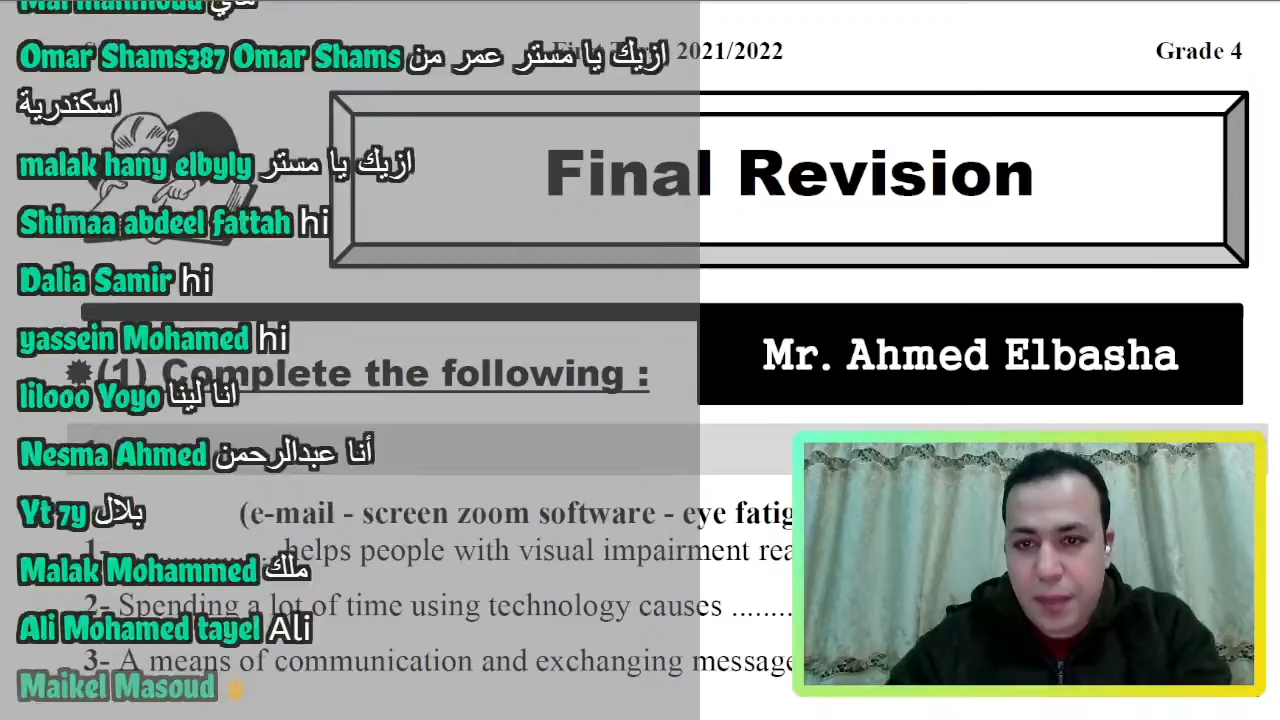 Omar Shams387 Omar Shams ازيك يا مستر عمر من
اسكندرية
malak hany elbyly ازيك يا مستر
Shimaa abdeel fattah hi
Dalia Samir hi
yassein Mohamed hi
lilooo Yoyo انا لينا
Nesma Ahmed أنا عبدالرحمن
Yt 7y بلال
Malak Mohammed ملك
Ali Mohamed tayel Ali
Maikel Masoud
2021/2022
Grade 4
Final Revision
Mr. Ahmed Elbasha
(1) Complete the following :
(e-mail - screen zoom software - eye fatig
1- .................. helps people with visual impairment rea
2- Spending a lot of time using technology causes ........
3- A means of communication and exchanging message